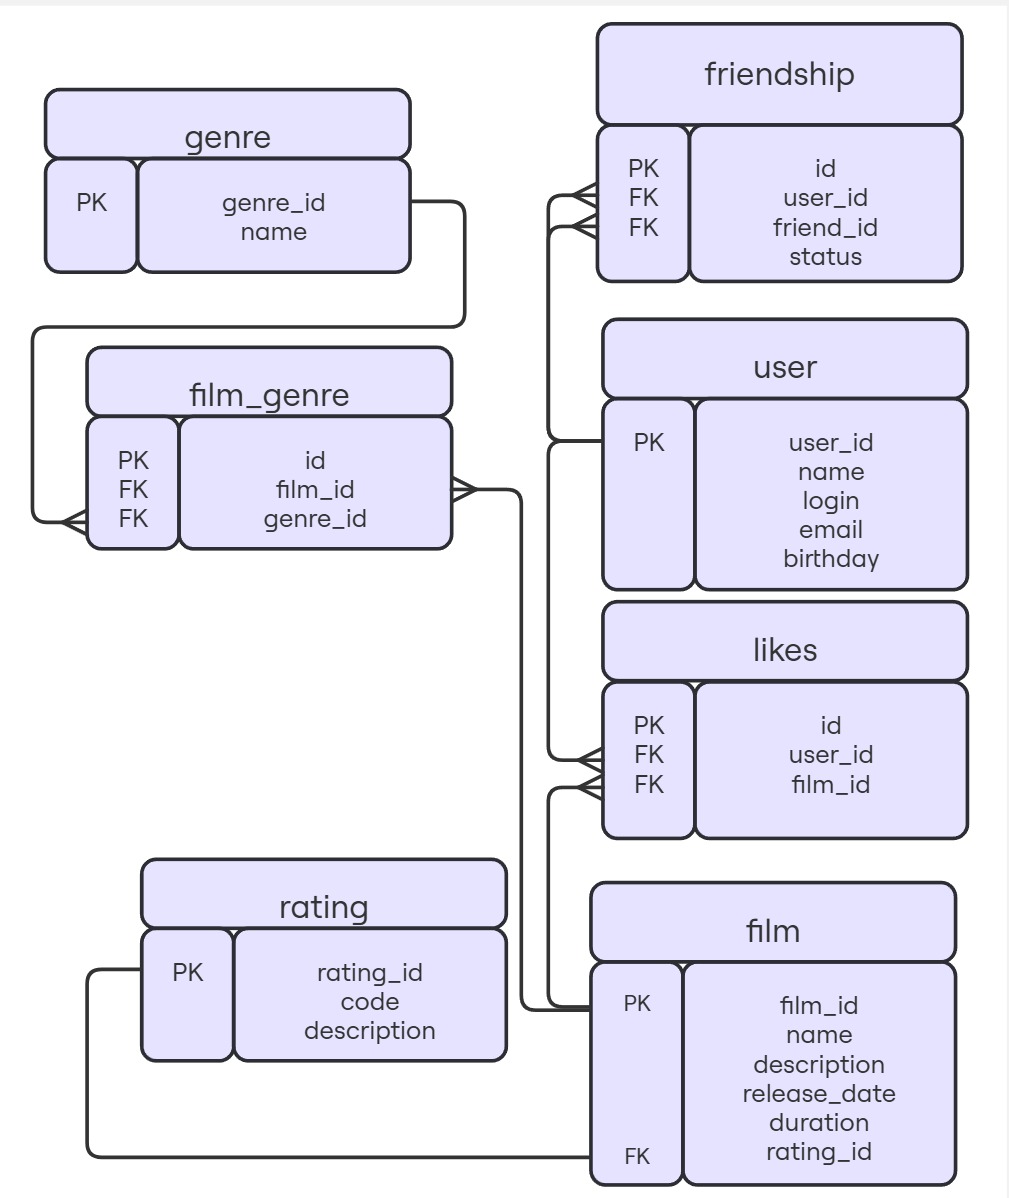 genre
PK genre_id
name
film_genre
PK id
FK film_id
FK genre_id
rating
PK rating_id
code
description
friendship
PK id
FK user_id
FK friend_id
status
user
PK user_id
name
login
email
birthday
likes
PK id
FK user_id
FK film_id
film
PK film_id
name
description
release_date
duration
FK rating_id